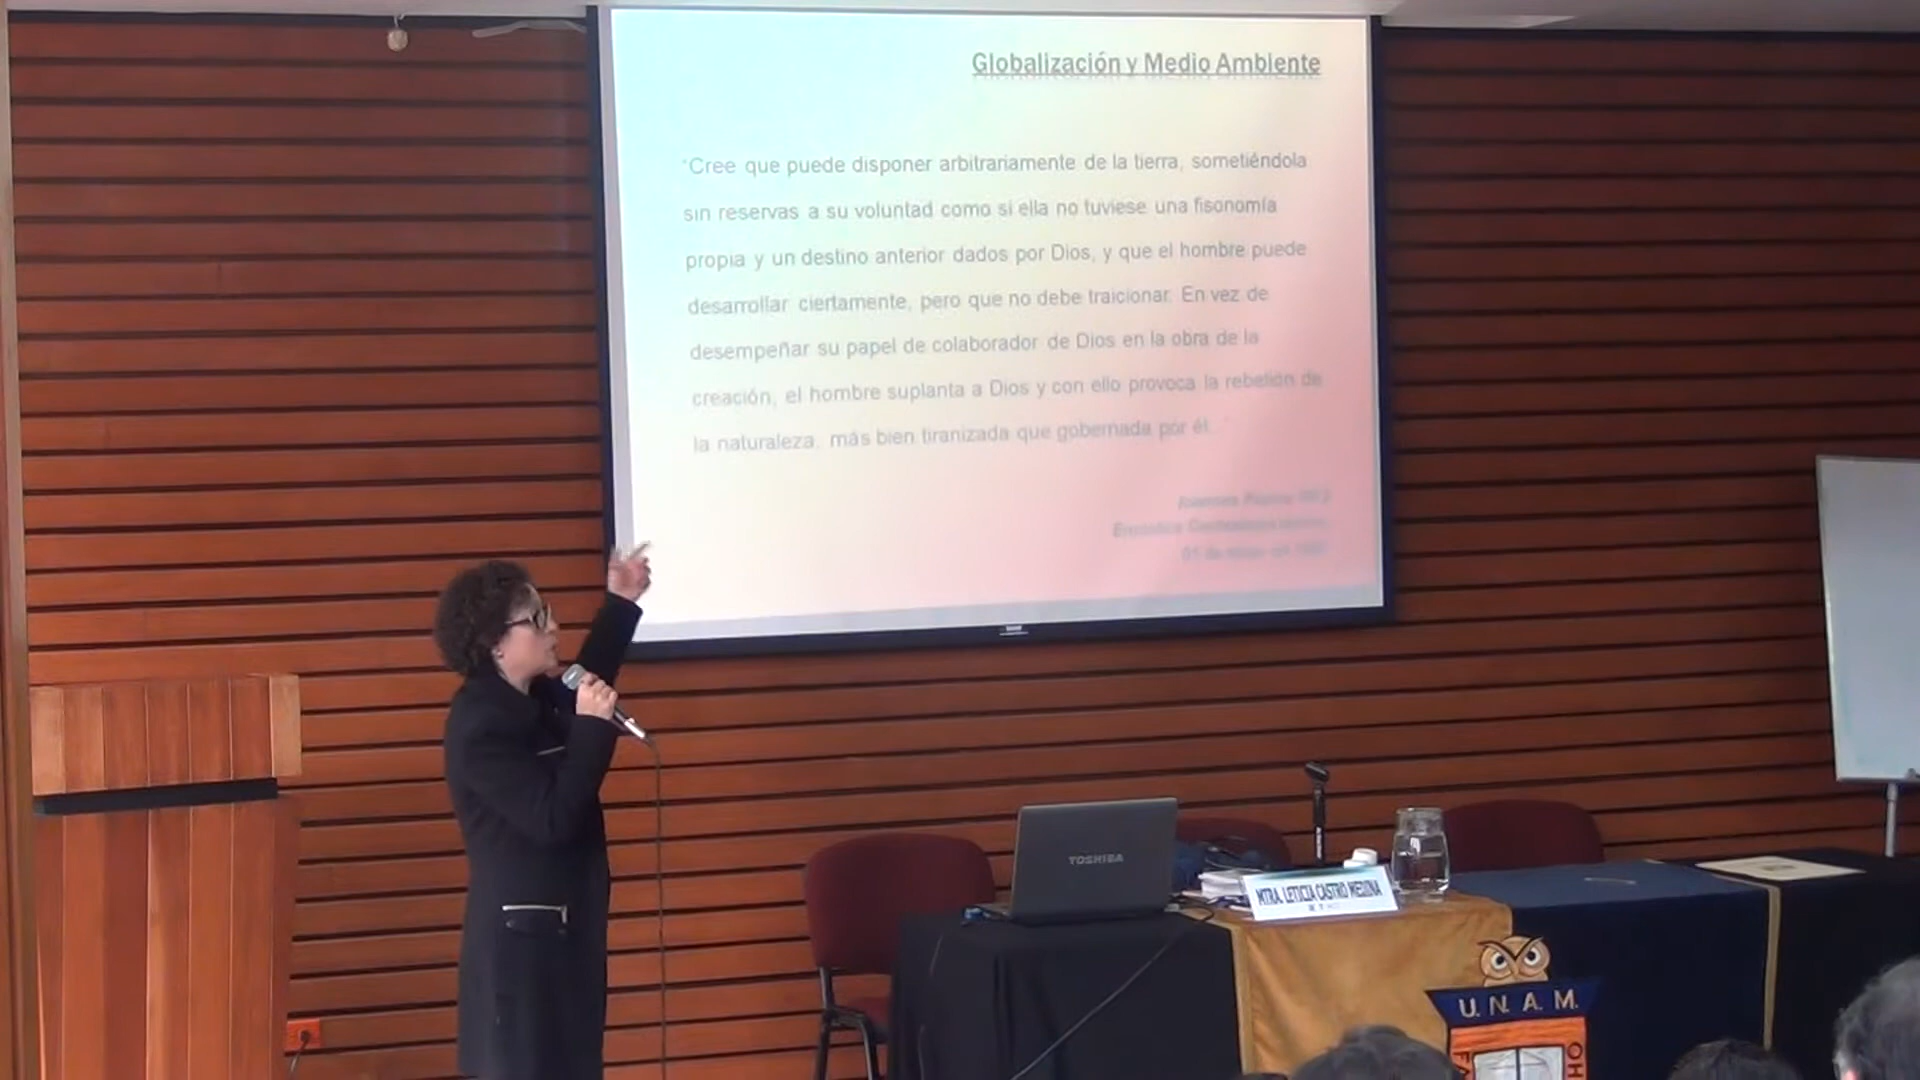 Globalización y Medio Ambiente
“Cree que puede disponer arbitrariamente de la tierra, sometiéndola
sin reservas a su voluntad como si ella no tuviese una fisonomía
propia y un destino anterior dados por Dios, y que el hombre puede
desarrollar ciertamente, pero que no debe traicionar. En vez de
desempeñar su papel de colaborador de Dios en la obra de la
creación, el hombre suplanta a Dios y con ello provoca la rebelión de
la naturaleza, más bien tiranizada que gobernada por él.
TOSHIBA
MTRA. LETICIA CASTRO MEDINA
U. N. A. M.